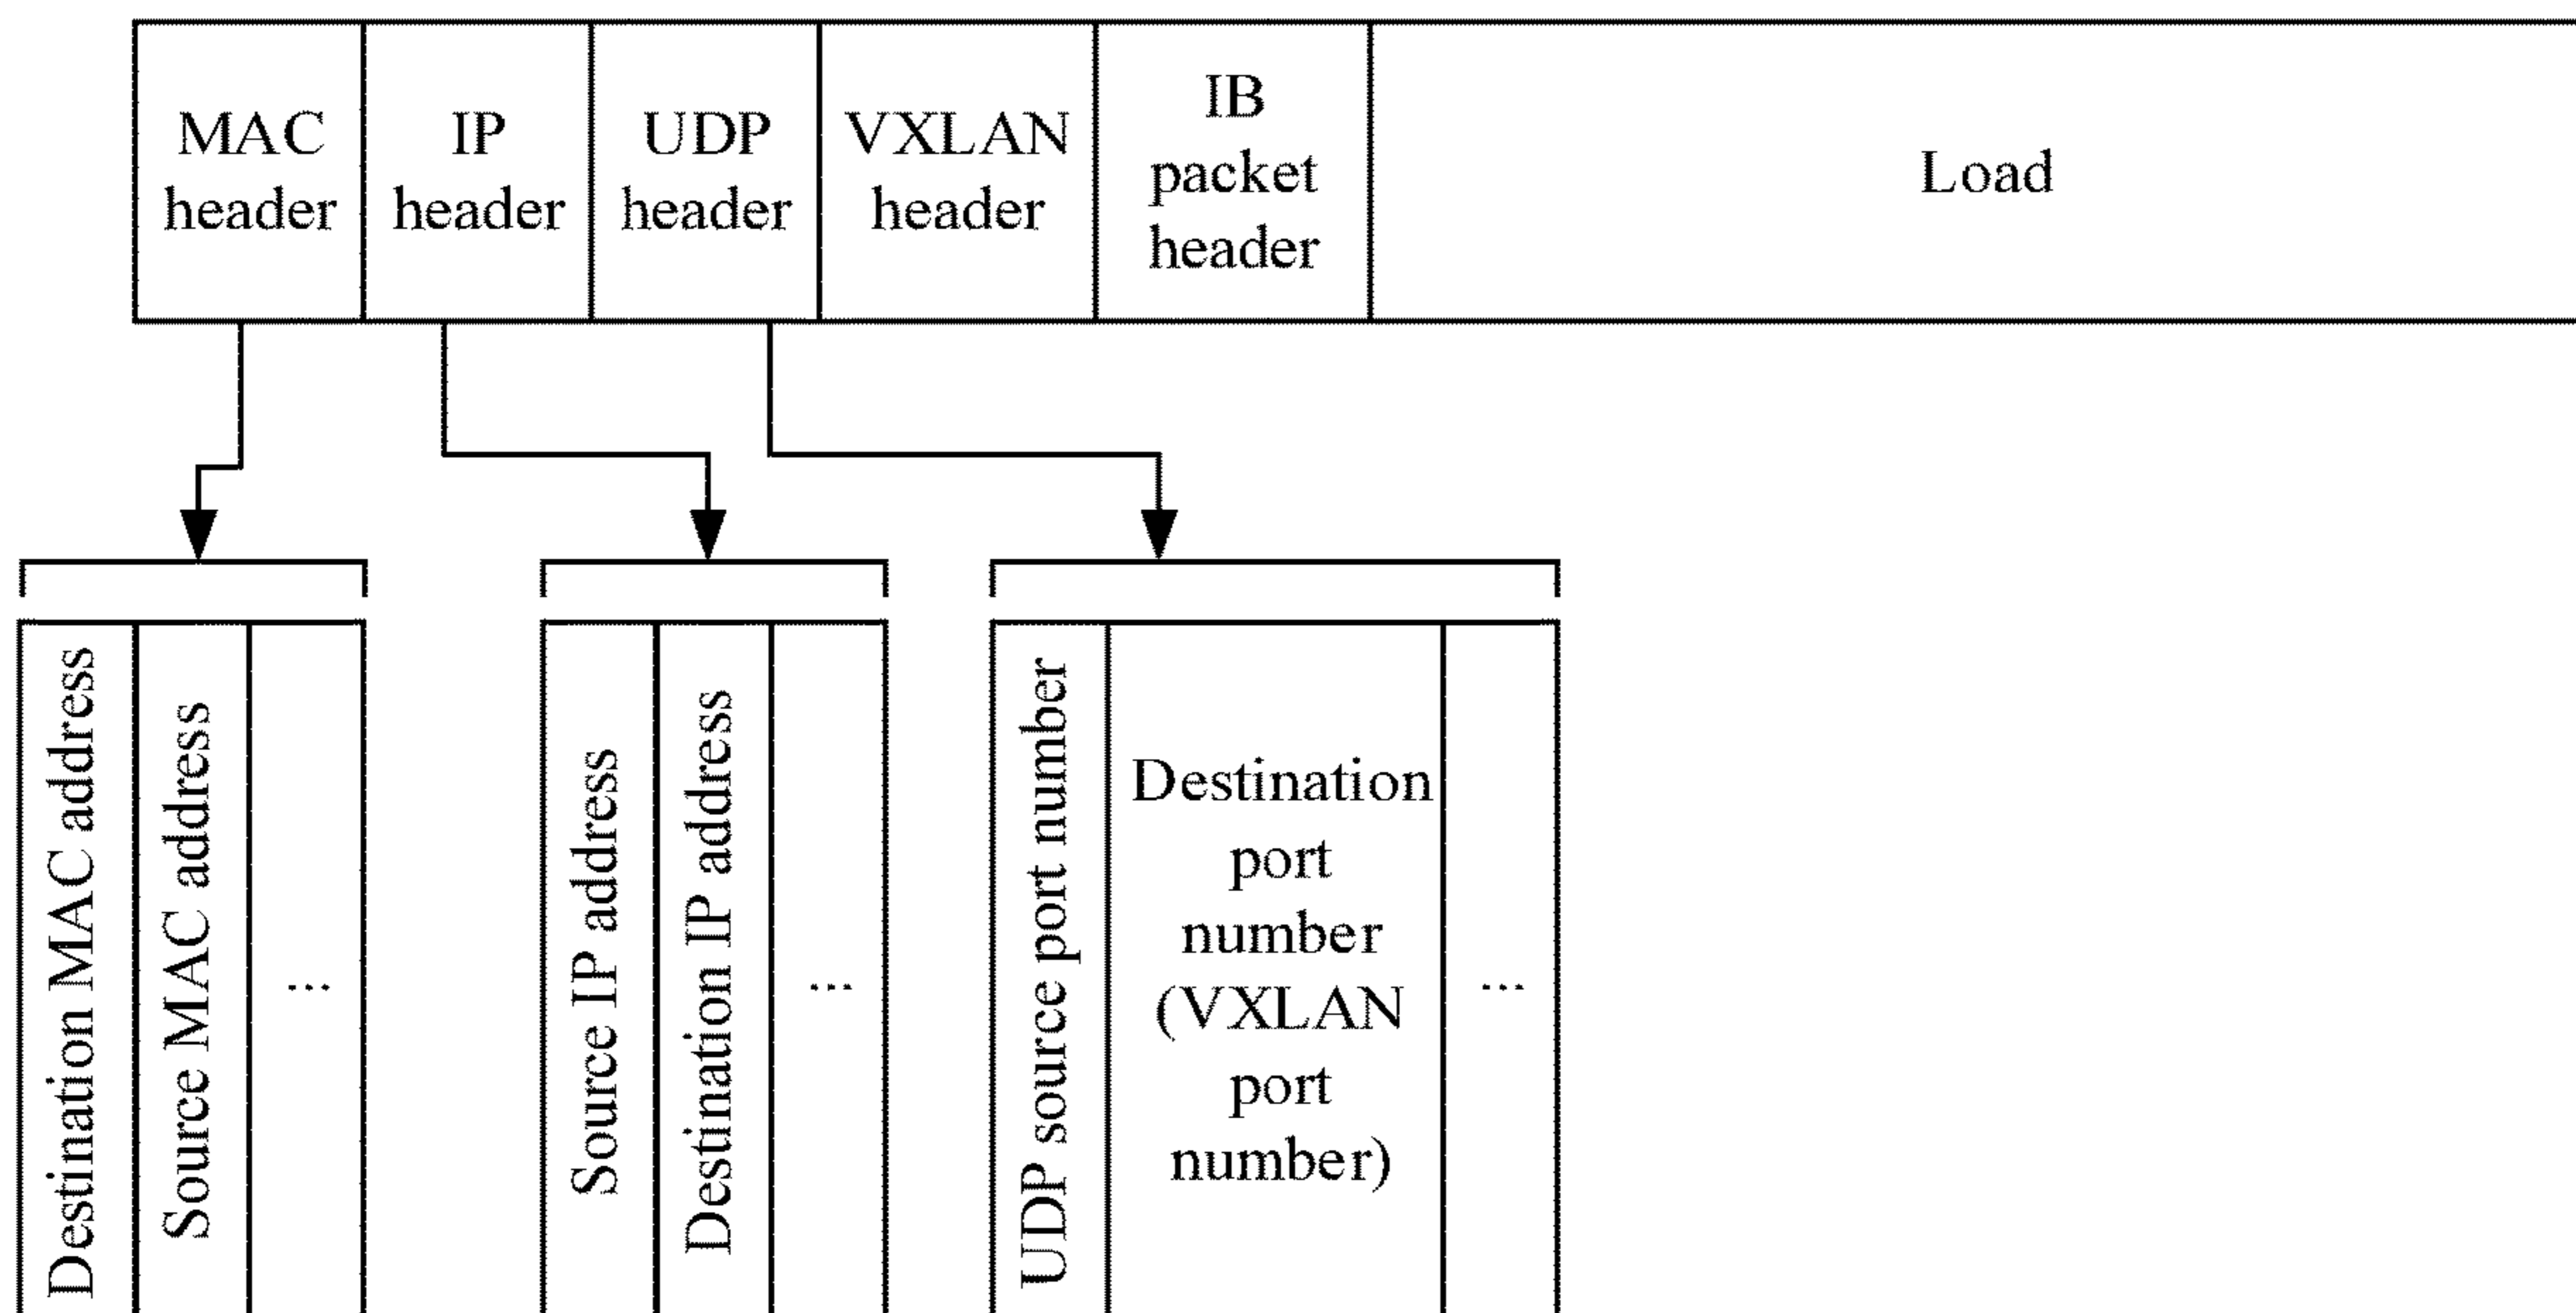 MAC
header
IP
header
UDP
header
VXLAN
header
IB
packet
header
Load
Destination MAC address
Source MAC address
...
Source IP address
Destination IP address
...
UDP source port number
Destination
port
number
(VXLAN
port
number)
...